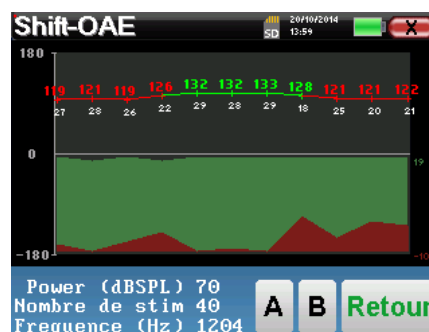 Shift-OAE
SD
20/10/2014
13:59
X
180
119 121 119 126 132 132 133 128 121 121 122
27 28 26 22 29 28 29 18 25 20 21
0
19
-180
-10
Power (dBSPL) 70
Nombre de stim 40
Frequence (Hz) 1204
A B Retour